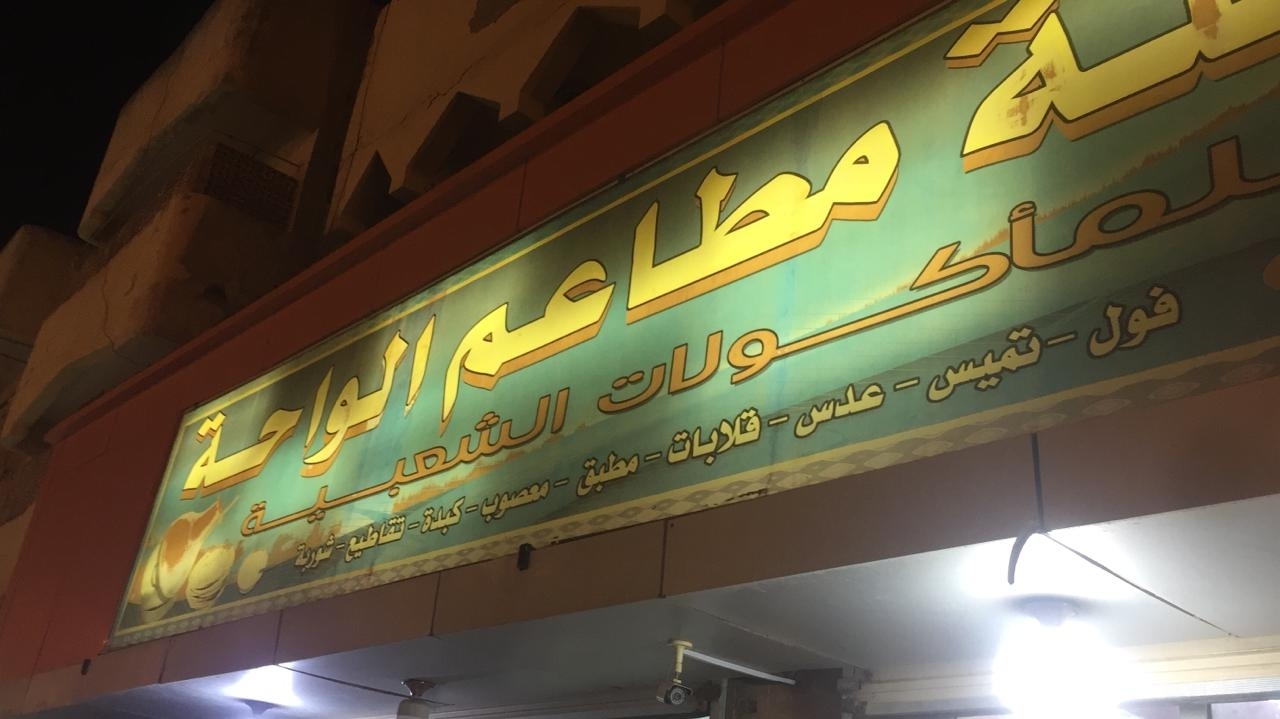 مطاعم الواحة
للمأكولات الشعبية
فول - تميس - عدس - قلابات - مطبق - معصوب - كبدة - تقاطيع - شوربة